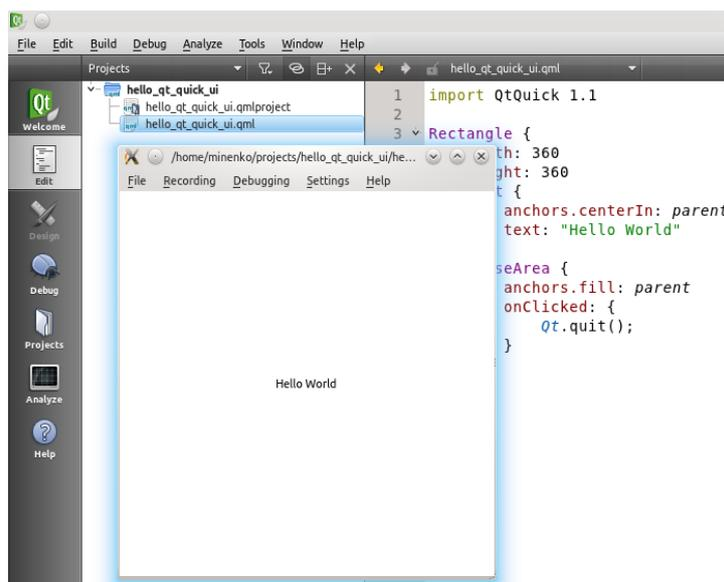 File Edit Build Debug Analyze Tools Window Help
Projects
hello_qt_quick_ui.qml
Qt
Welcome
Edit
Design
Debug
Projects
Analyze
Help
hello_qt_quick_ui
hello_qt_quick_ui.qmlproject
hello_qt_quick_ui.qml
1 import QtQuick 1.1
2
3 Rectangle {
th: 360
ght: 360
t {
anchors.centerIn: parent
text: "Hello World"
seArea {
anchors.fill: parent
onClicked: {
Qt.quit();
}
/home/minenko/projects/hello_qt_quick_ui/he...
File Recording Debugging Settings Help
Hello World